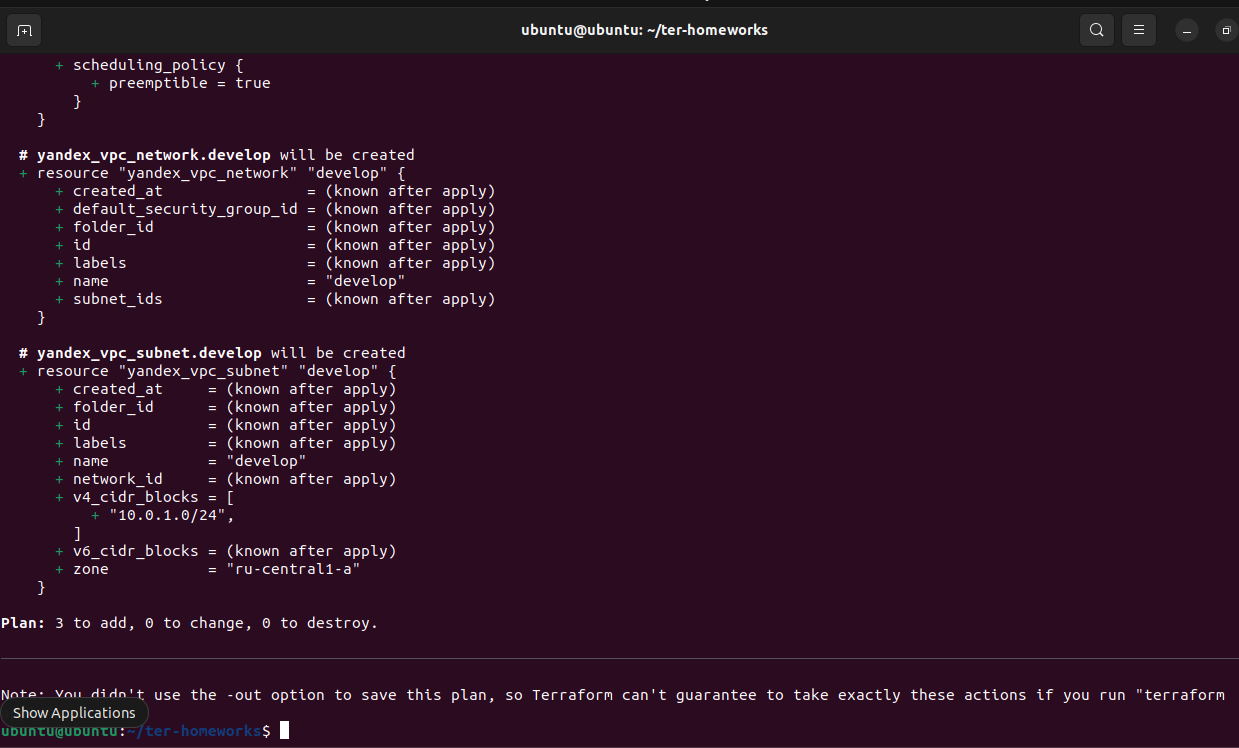 ubuntu@ubuntu: ~/ter-homeworks
      + scheduling_policy {
          + preemptible = true
        }
    }

  # yandex_vpc_network.develop will be created
  + resource "yandex_vpc_network" "develop" {
      + created_at                = (known after apply)
      + default_security_group_id = (known after apply)
      + folder_id                 = (known after apply)
      + id                        = (known after apply)
      + labels                    = (known after apply)
      + name                      = "develop"
      + subnet_ids                = (known after apply)
    }

  # yandex_vpc_subnet.develop will be created
  + resource "yandex_vpc_subnet" "develop" {
      + created_at     = (known after apply)
      + folder_id      = (known after apply)
      + id             = (known after apply)
      + labels         = (known after apply)
      + name           = "develop"
      + network_id     = (known after apply)
      + v4_cidr_blocks = [
          + "10.0.1.0/24",
        ]
      + v6_cidr_blocks = (known after apply)
      + zone           = "ru-central1-a"
    }

Plan: 3 to add, 0 to change, 0 to destroy.

Note: You didn't use the -out option to save this plan, so Terraform can't guarantee to take exactly these actions if you run "terraform
Show Applications
ubuntu@ubuntu:~/ter-homeworks$